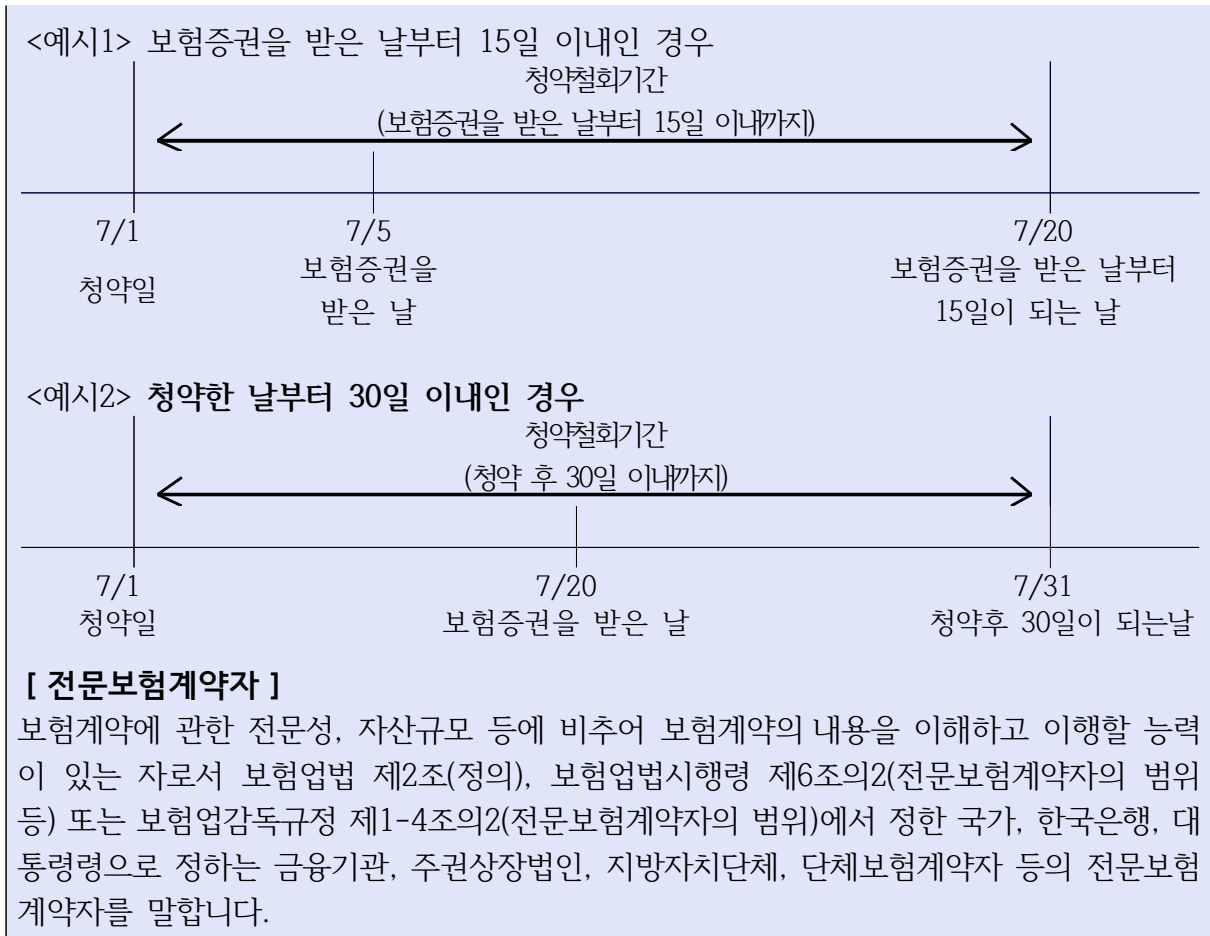 <예시1> 보험증권을 받은 날부터 15일 이내인 경우
청약철회기간
(보험증권을 받은 날부터 15일 이내까지)
7/1 7/5 7/20
청약일 보험증권을 보험증권을 받은 날부터
받은 날 15일이 되는 날
<예시2> 청약한 날부터 30일 이내인 경우
청약철회기간
(청약 후 30일 이내까지)
7/1 7/20 7/31
청약일 보험증권을 받은 날 청약후 30일이 되는날
[ 전문보험계약자 ]
보험계약에 관한 전문성, 자산규모 등에 비추어 보험계약의 내용을 이해하고 이행할 능력
이 있는 자로서 보험업법 제2조(정의), 보험업법시행령 제6조의2(전문보험계약자의 범위
등) 또는 보험업감독규정 제1-4조의2(전문보험계약자의 범위)에서 정한 국가, 한국은행, 대
통령령으로 정하는 금융기관, 주권상장법인, 지방자치단체, 단체보험계약자 등의 전문보험
계약자를 말합니다.